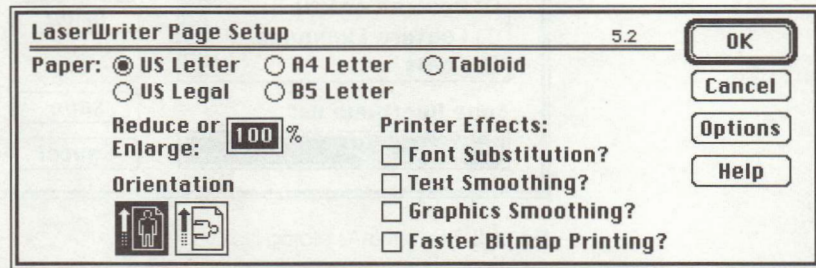 LaserWriter Page Setup 5.2 OK
Paper: US Letter A4 Letter Tabloid
US Legal B5 Letter Cancel
Reduce or 100 % Printer Effects: Options
Enlarge: Font Substitution?
Orientation Text Smoothing? Help
Graphics Smoothing?
Faster Bitmap Printing?